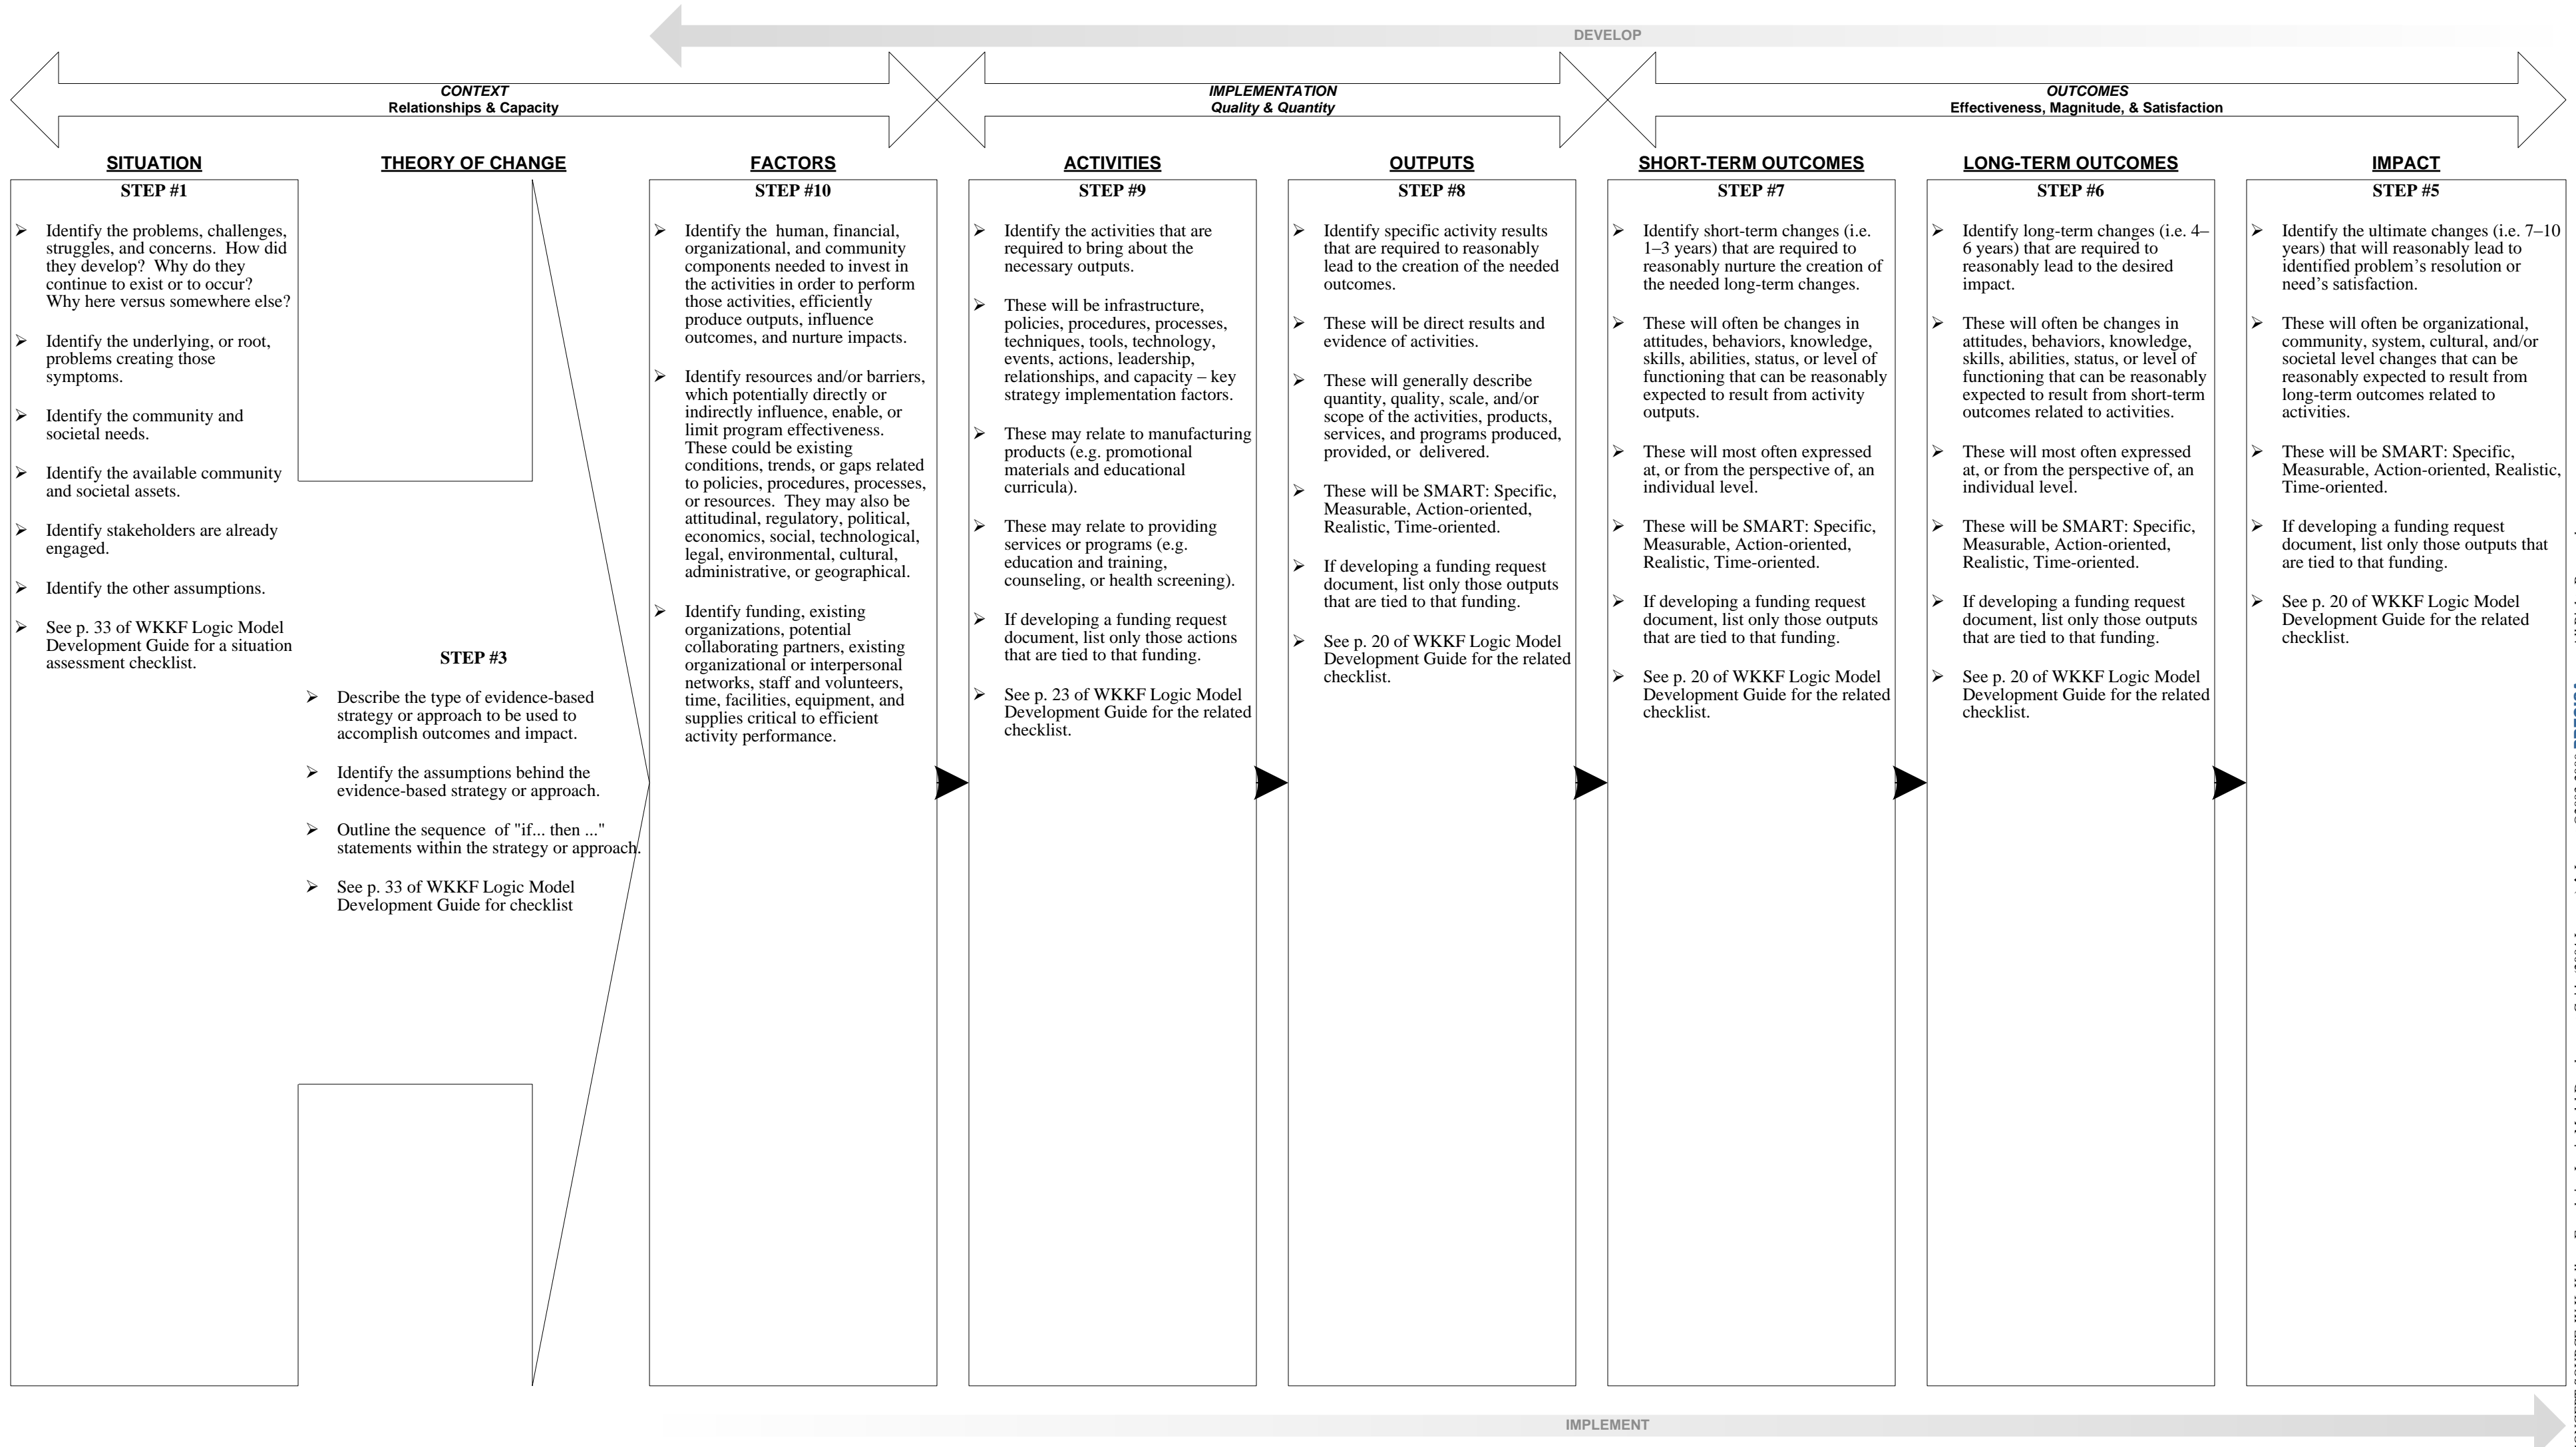 DEVELOP
CONTEXT
Relationships & Capacity
IMPLEMENTATION
Quality & Quantity
OUTCOMES
Effectiveness, Magnitude, & Satisfaction
SITUATION
STEP #1
➢ Identify the problems, challenges,
struggles, and concerns.  How did
they develop?  Why do they
continue to exist or to occur?
Why here versus somewhere else?
➢ Identify the underlying, or root,
problems creating those
symptoms.
➢ Identify the community and
societal needs.
➢ Identify the available community
and societal assets.
➢ Identify stakeholders are already
engaged.
➢ Identify the other assumptions.
➢ See p. 33 of WKKF Logic Model
Development Guide for a situation
assessment checklist.
THEORY OF CHANGE
STEP #3
➢ Describe the type of evidence-based
strategy or approach to be used to
accomplish outcomes and impact.
➢ Identify the assumptions behind the
evidence-based strategy or approach.
➢ Outline the sequence  of "if... then ..."
statements within the strategy or approach.
➢ See p. 33 of WKKF Logic Model
Development Guide for checklist
FACTORS
STEP #10
➢ Identify the  human, financial,
organizational, and community
components needed to invest in
the activities in order to perform
those activities, efficiently
produce outputs, influence
outcomes, and nurture impacts.
➢ Identify resources and/or barriers,
which potentially directly or
indirectly influence, enable, or
limit program effectiveness.
These could be existing
conditions, trends, or gaps related
to policies, procedures, processes,
or resources.  They may also be
attitudinal, regulatory, political,
economics, social, technological,
legal, environmental, cultural,
administrative, or geographical.
➢ Identify funding, existing
organizations, potential
collaborating partners, existing
organizational or interpersonal
networks, staff and volunteers,
time, facilities, equipment, and
supplies critical to efficient
activity performance.
ACTIVITIES
STEP #9
➢ Identify the activities that are
required to bring about the
necessary outputs.
➢ These will be infrastructure,
policies, procedures, processes,
techniques, tools, technology,
events, actions, leadership,
relationships, and capacity – key
strategy implementation factors.
➢ These may relate to manufacturing
products (e.g. promotional
materials and educational
curricula).
➢ These may relate to providing
services or programs (e.g.
education and training,
counseling, or health screening).
➢ If developing a funding request
document, list only those actions
that are tied to that funding.
➢ See p. 23 of WKKF Logic Model
Development Guide for the related
checklist.
OUTPUTS
STEP #8
➢ Identify specific activity results
that are required to reasonably
lead to the creation of the needed
outcomes.
➢ These will be direct results and
evidence of activities.
➢ These will generally describe
quantity, quality, scale, and/or
scope of the activities, products,
services, and programs produced,
provided, or  delivered.
➢ These will be SMART: Specific,
Measurable, Action-oriented,
Realistic, Time-oriented.
➢ If developing a funding request
document, list only those outputs
that are tied to that funding.
➢ See p. 20 of WKKF Logic Model
Development Guide for the related
checklist.
SHORT-TERM OUTCOMES
STEP #7
➢ Identify short-term changes (i.e.
1–3 years) that are required to
reasonably nurture the creation of
the needed long-term changes.
➢ These will often be changes in
attitudes, behaviors, knowledge,
skills, abilities, status, or level of
functioning that can be reasonably
expected to result from activity
outputs.
➢ These will most often expressed
at, or from the perspective of, an
individual level.
➢ These will be SMART: Specific,
Measurable, Action-oriented,
Realistic, Time-oriented.
➢ If developing a funding request
document, list only those outputs
that are tied to that funding.
➢ See p. 20 of WKKF Logic Model
Development Guide for the related
checklist.
LONG-TERM OUTCOMES
STEP #6
➢ Identify long-term changes (i.e. 4–
6 years) that are required to
reasonably lead to the desired
impact.
➢ These will often be changes in
attitudes, behaviors, knowledge,
skills, abilities, status, or level of
functioning that can be reasonably
expected to result from short-term
outcomes related to activities.
➢ These will most often expressed
at, or from the perspective of, an
individual level.
➢ These will be SMART: Specific,
Measurable, Action-oriented,
Realistic, Time-oriented.
➢ If developing a funding request
document, list only those outputs
that are tied to that funding.
➢ See p. 20 of WKKF Logic Model
Development Guide for the related
checklist.
IMPACT
STEP #5
➢ Identify the ultimate changes (i.e. 7–10
years) that will reasonably lead to
identified problem’s resolution or
need’s satisfaction.
➢ These will often be organizational,
community, system, cultural, and/or
societal level changes that can be
reasonably expected to result from
long-term outcomes related to
activities.
➢ These will be SMART: Specific,
Measurable, Action-oriented, Realistic,
Time-oriented.
➢ If developing a funding request
document, list only those outputs that
are tied to that funding.
➢ See p. 20 of WKKF Logic Model
Development Guide for the related
checklist.
IMPLEMENT